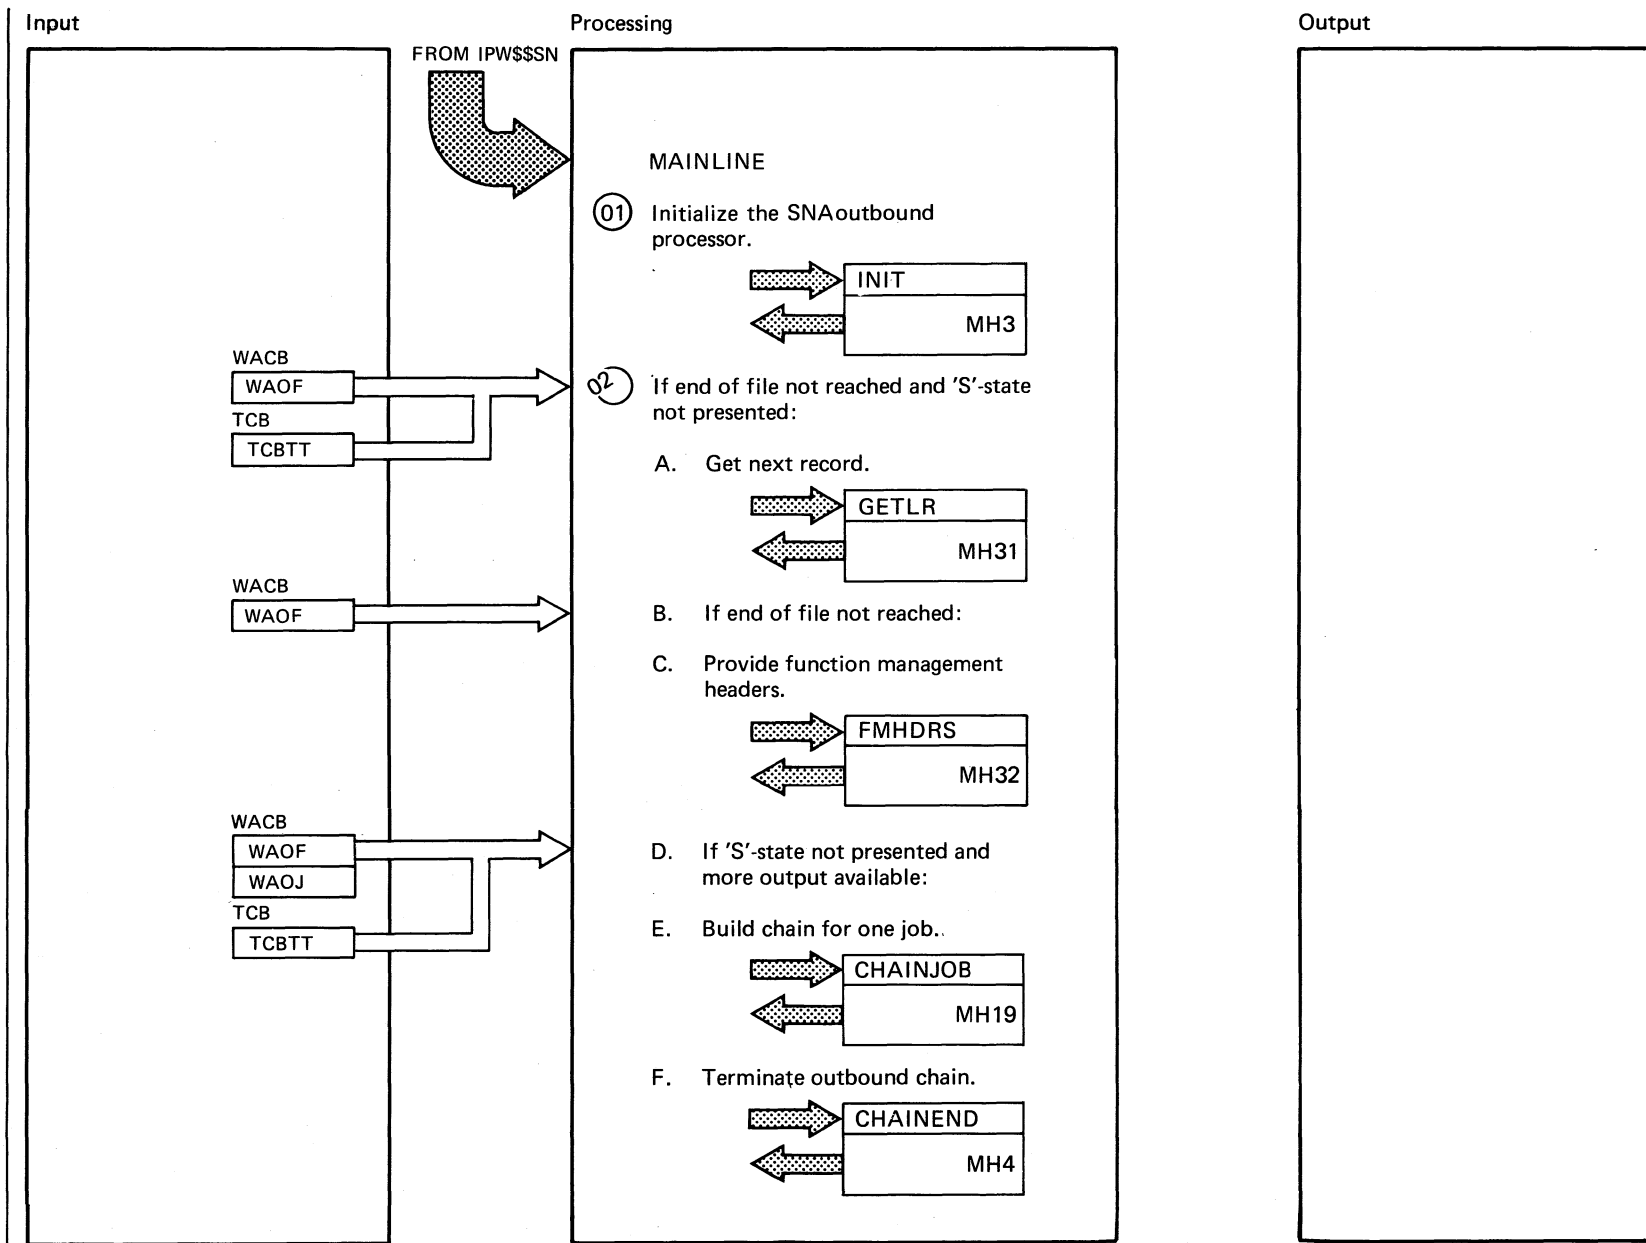 Input
Processing
Output
FROM IPW$$SN
MAINLINE
01 Initialize the SNAoutbound
processor.
INIT
MH3
WACB
WAOF
TCB
TCBTT
02 If end of file not reached and 'S'-state
not presented:
A. Get next record.
GETLR
MH31
WACB
WAOF
B. If end of file not reached:
C. Provide function management
headers.
FMHDRS
MH32
WACB
WAOF
WAOJ
TCB
TCBTT
D. If 'S'-state not presented and
more output available:
E. Build chain for one job.
CHAINJOB
MH19
F. Terminate outbound chain.
CHAINEND
MH4